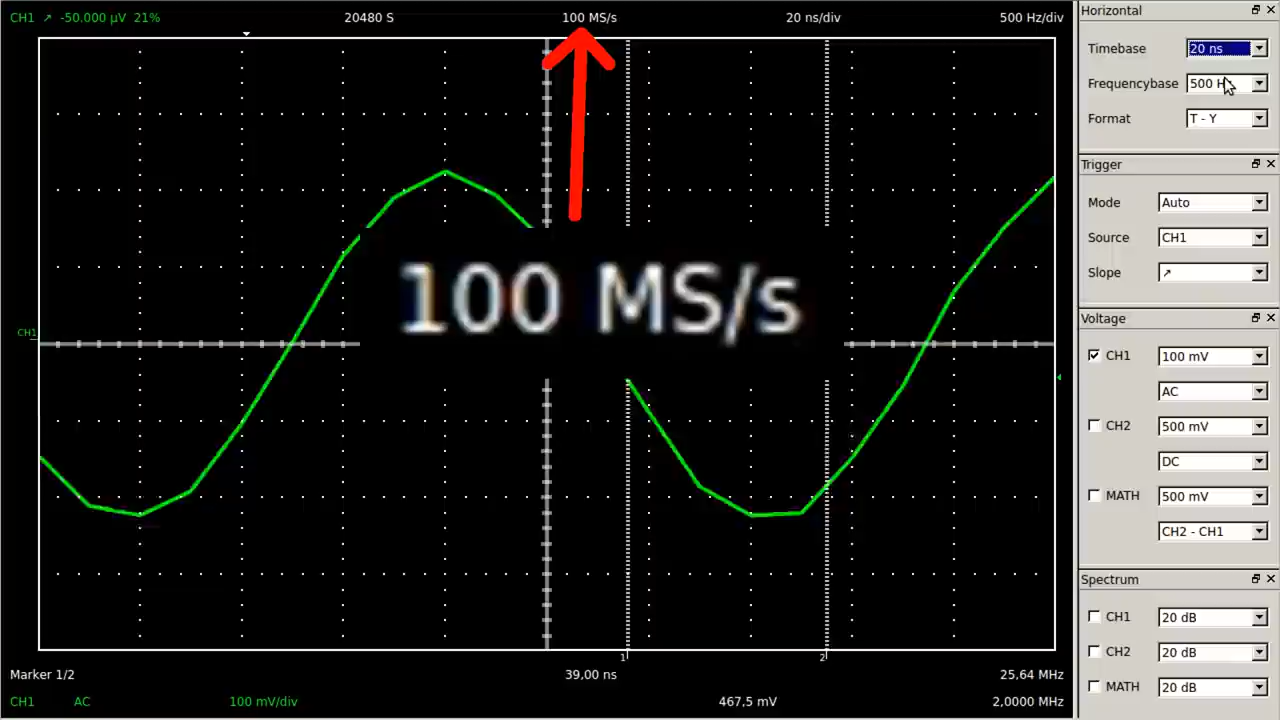 CH1 ↗ -50.000 µV 21% 20480 S 100 MS/s 20 ns/div 500 Hz/div
Horizontal
Timebase 20 ns
Frequencybase 500 H
Format T - Y
Trigger
Mode Auto
Source CH1
Slope ↗
Voltage
CH1 100 mV
AC
CH2 500 mV
DC
MATH 500 mV
CH2 - CH1
Spectrum
CH1 20 dB
CH2 20 dB
MATH 20 dB
100 MS/s
CH1
1 2
Marker 1/2 39,00 ns 25.64 MHz
CH1 AC 100 mV/div 467,5 mV 2,0000 MHz